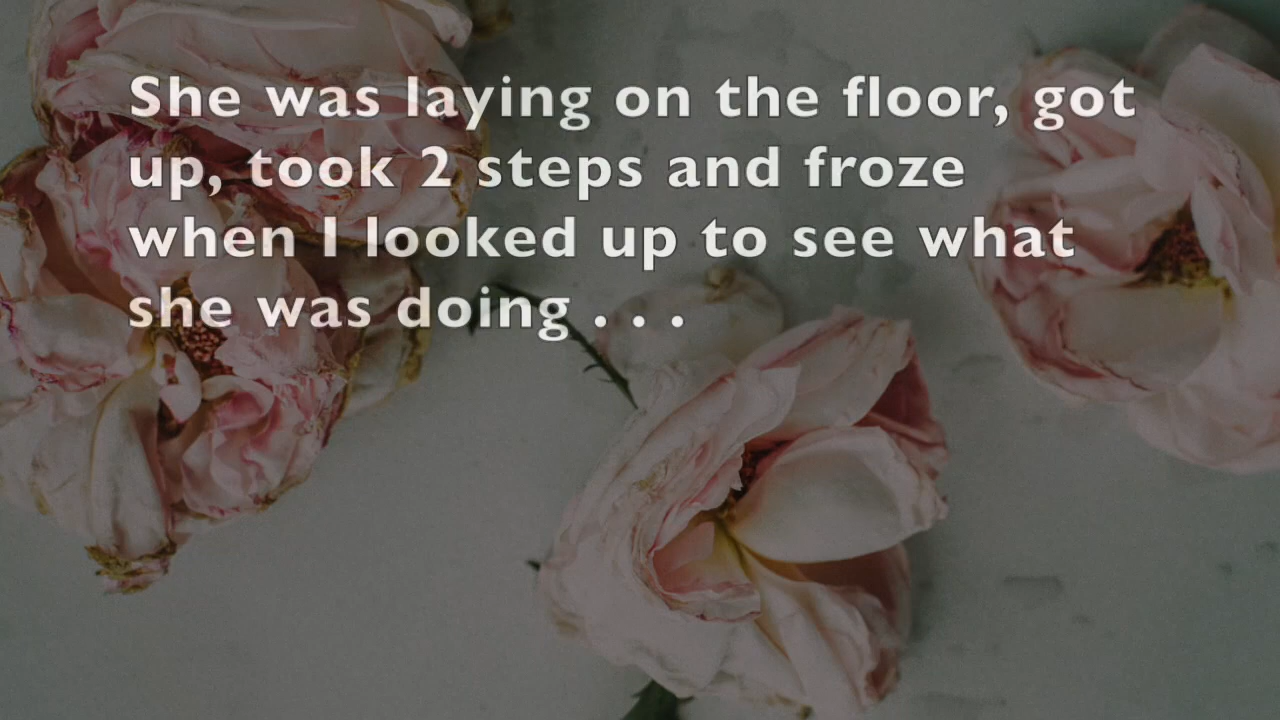 She was laying on the floor, got
up, took 2 steps and froze
when I looked up to see what
she was doing . . .